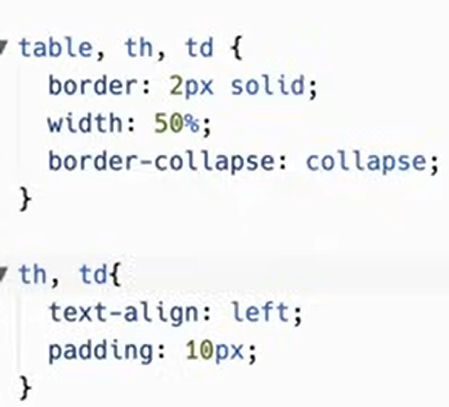 table, th, td {
border: 2px solid;
width: 50%;
border-collapse: collapse;
}
th, td{
text-align: left;
padding: 10px;
}